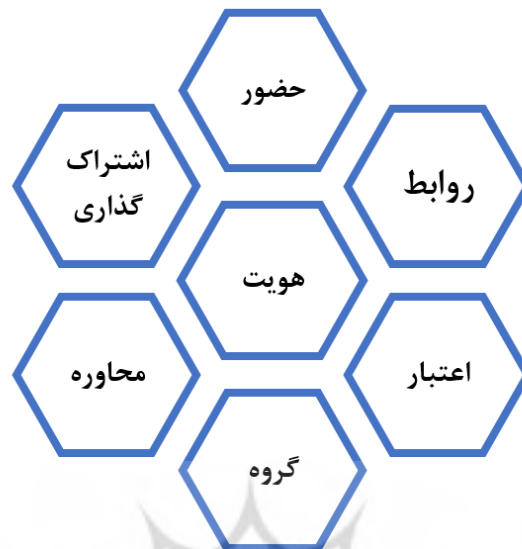 حضور
روابط
اشتراک
گذاری
هویت
اعتبار
محاوره
گروه